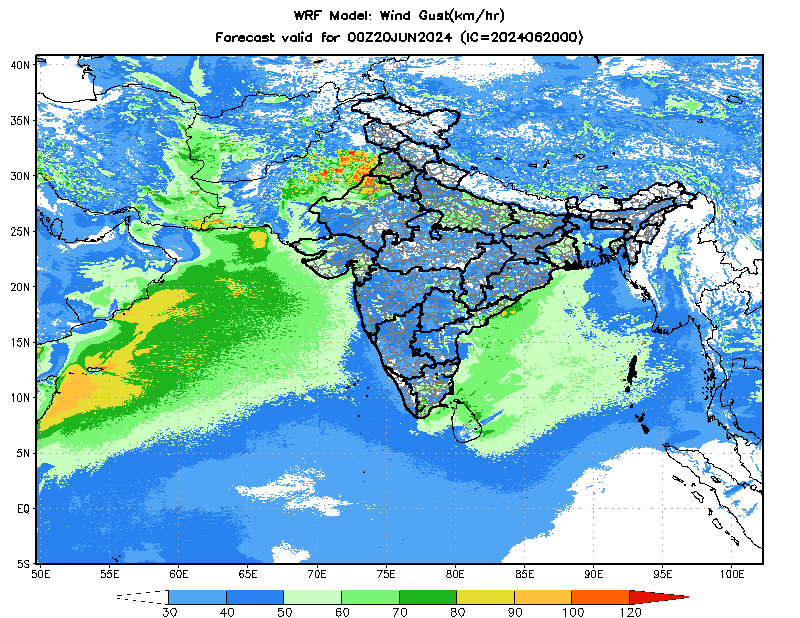 WRF Model: Wind Gust(km/hr)
Forecast valid for 00Z20JUN2024 (IC=2024062000)
40N
35N
30N
25N
20N
15N
10N
5N
EQ
5S
50E 55E 60E 65E 70E 75E 80E 85E 90E 95E 100E
30 40 50 60 70 80 90 100 120